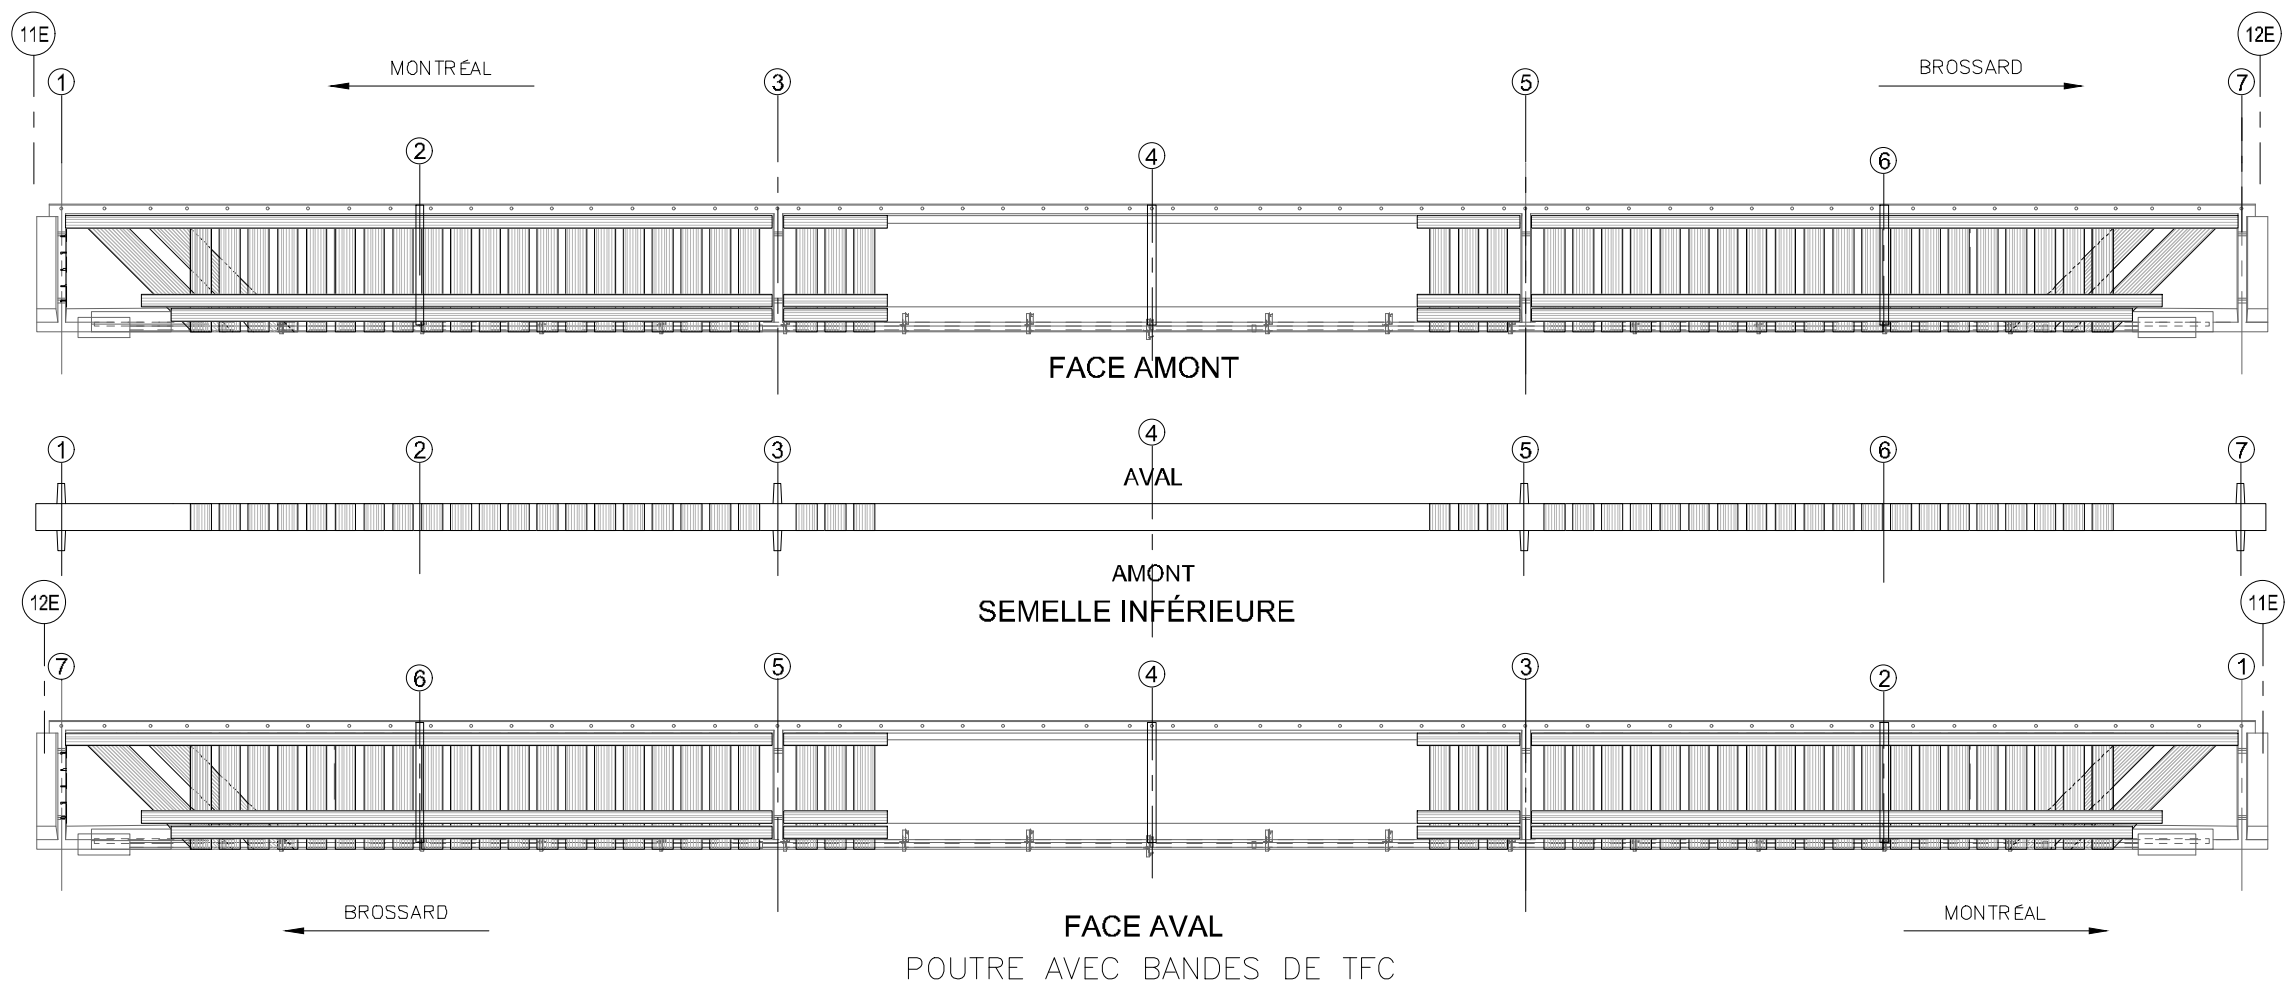 11E
12E
MONTRÉAL
BROSSARD
1
3
5
7
2
4
6
FACE AMONT
4
1
2
3
5
6
7
AVAL
AMONT
SEMELLE INFÉRIEURE
12E
11E
7
5
3
1
6
4
2
BROSSARD
MONTRÉAL
FACE AVAL
POUTRE AVEC BANDES DE TFC